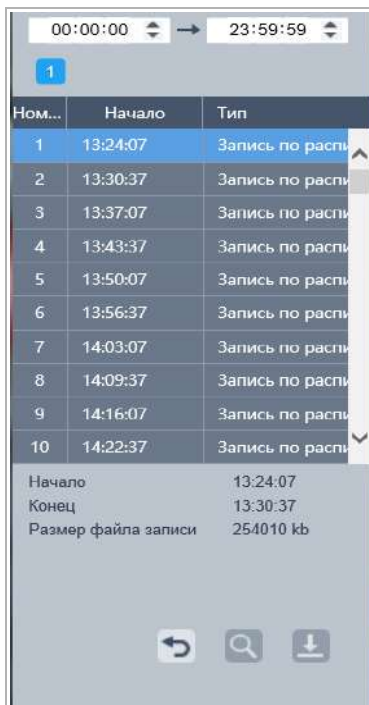 00:00:00 → 23:59:59
1
Ном... Начало Тип
1 13:24:07 Запись по распи
2 13:30:37 Запись по распи
3 13:37:07 Запись по распи
4 13:43:37 Запись по распи
5 13:50:07 Запись по распи
6 13:56:37 Запись по распи
7 14:03:07 Запись по распи
8 14:09:37 Запись по распи
9 14:16:07 Запись по распи
10 14:22:37 Запись по распи
Начало 13:24:07
Конец 13:30:37
Размер файла записи 254010 kb